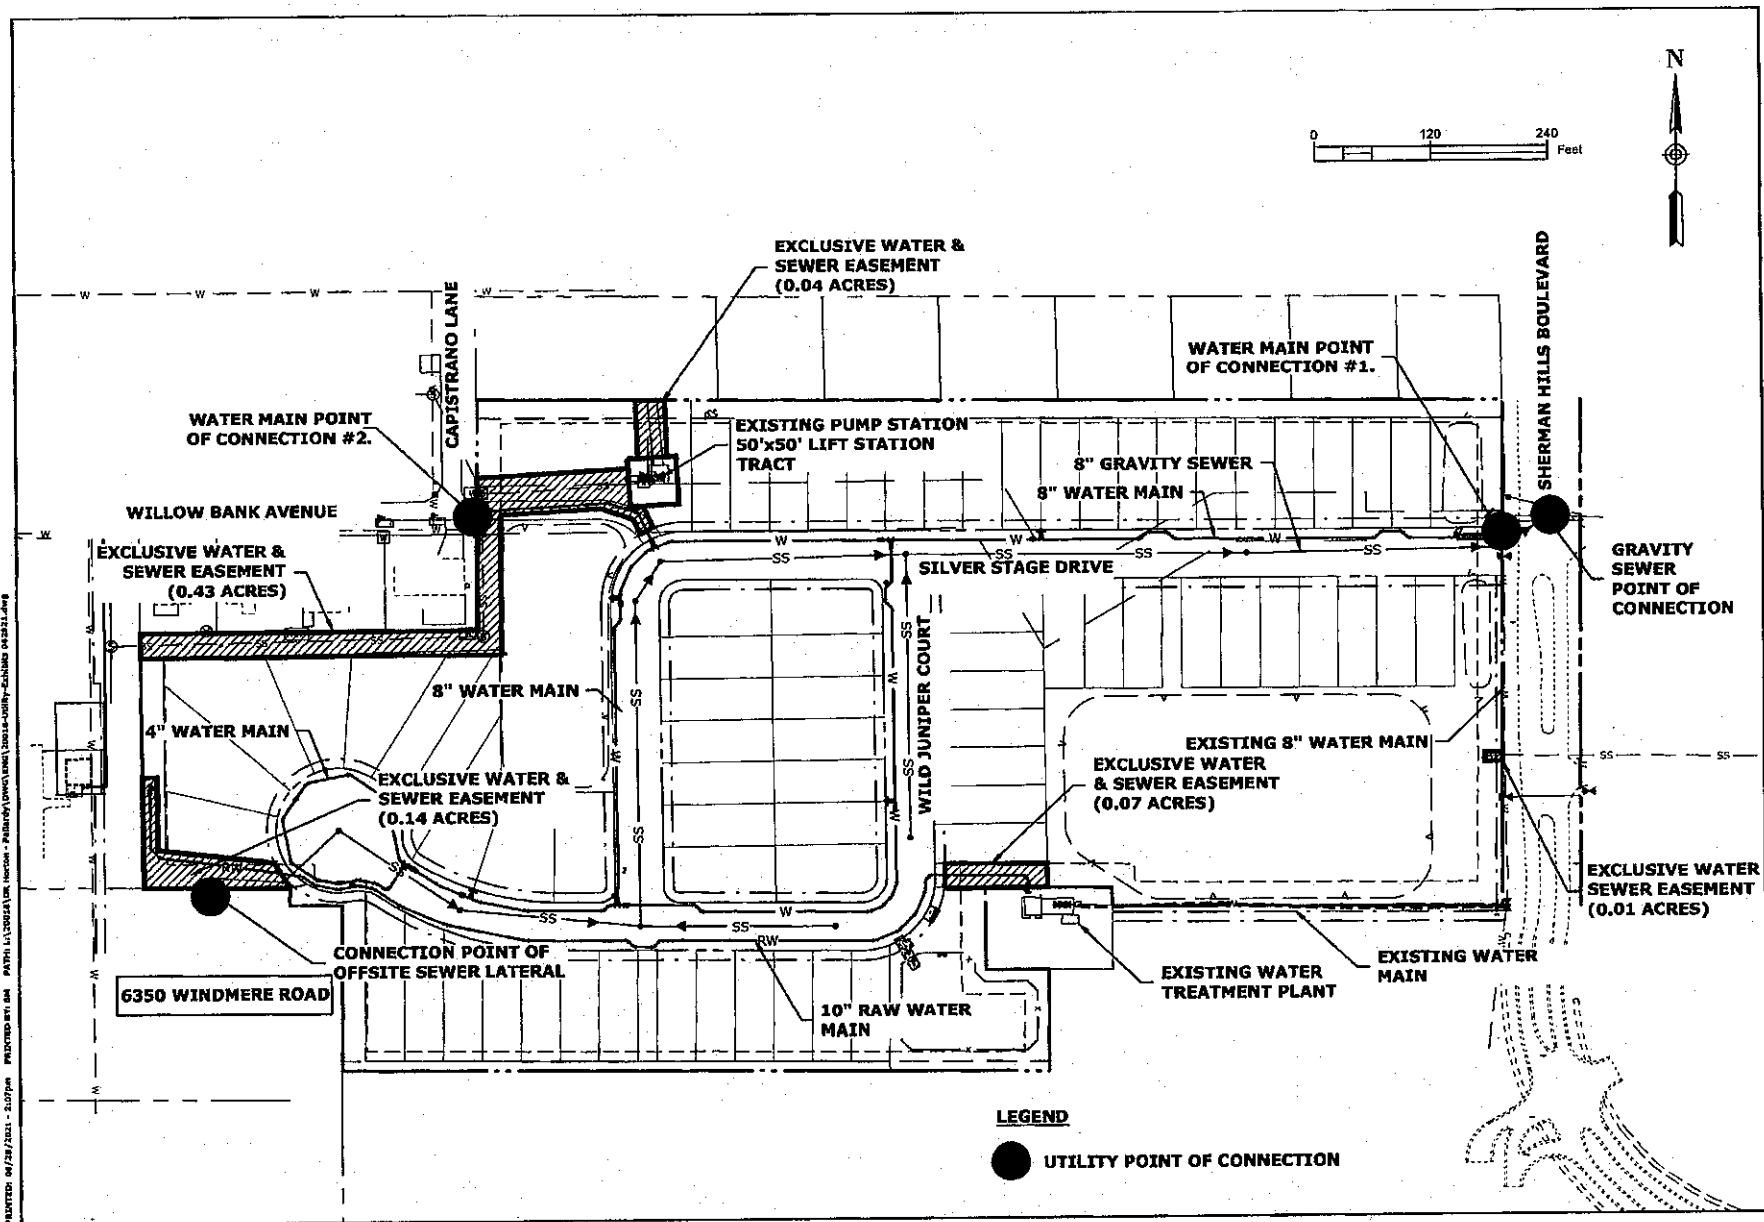 N
0 120 240
Feet
EXCLUSIVE WATER &
SEWER EASEMENT
(0.04 ACRES)
CAPISTRANO LANE
SHERMAN HILLS BOULEVARD
WATER MAIN POINT
OF CONNECTION #1.
WATER MAIN POINT
OF CONNECTION #2.
EXISTING PUMP STATION
50'x50' LIFT STATION
TRACT
8" GRAVITY SEWER
8" WATER MAIN
WILLOW BANK AVENUE
EXCLUSIVE WATER &
SEWER EASEMENT
(0.43 ACRES)
SILVER STAGE DRIVE
GRAVITY
SEWER
POINT OF
CONNECTION
WILD JUNIPER COURT
8" WATER MAIN
4" WATER MAIN
EXCLUSIVE WATER &
SEWER EASEMENT
(0.14 ACRES)
EXISTING 8" WATER MAIN
EXCLUSIVE WATER
& SEWER EASEMENT
(0.07 ACRES)
EXCLUSIVE WATER
SEWER EASEMENT
(0.01 ACRES)
CONNECTION POINT OF
OFFSITE SEWER LATERAL
6350 WINDMERE ROAD
10" RAW WATER
MAIN
EXISTING WATER
TREATMENT PLANT
EXISTING WATER
MAIN
LEGEND
UTILITY POINT OF CONNECTION